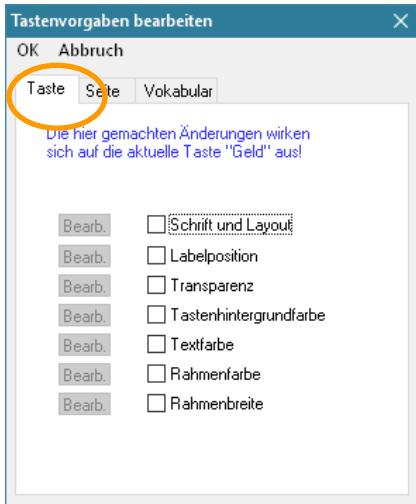 Tastenvorgaben bearbeiten
OK Abbruch
Taste Seite Vokabular
Die hier gemachten Änderungen wirken
sich auf die aktuelle Taste "Geld" aus!
Bearb. Schrift und Layout
Bearb. Labelposition
Bearb. Transparenz
Bearb. Tastenhintergrundfarbe
Bearb. Textfarbe
Bearb. Rahmenfarbe
Bearb. Rahmenbreite